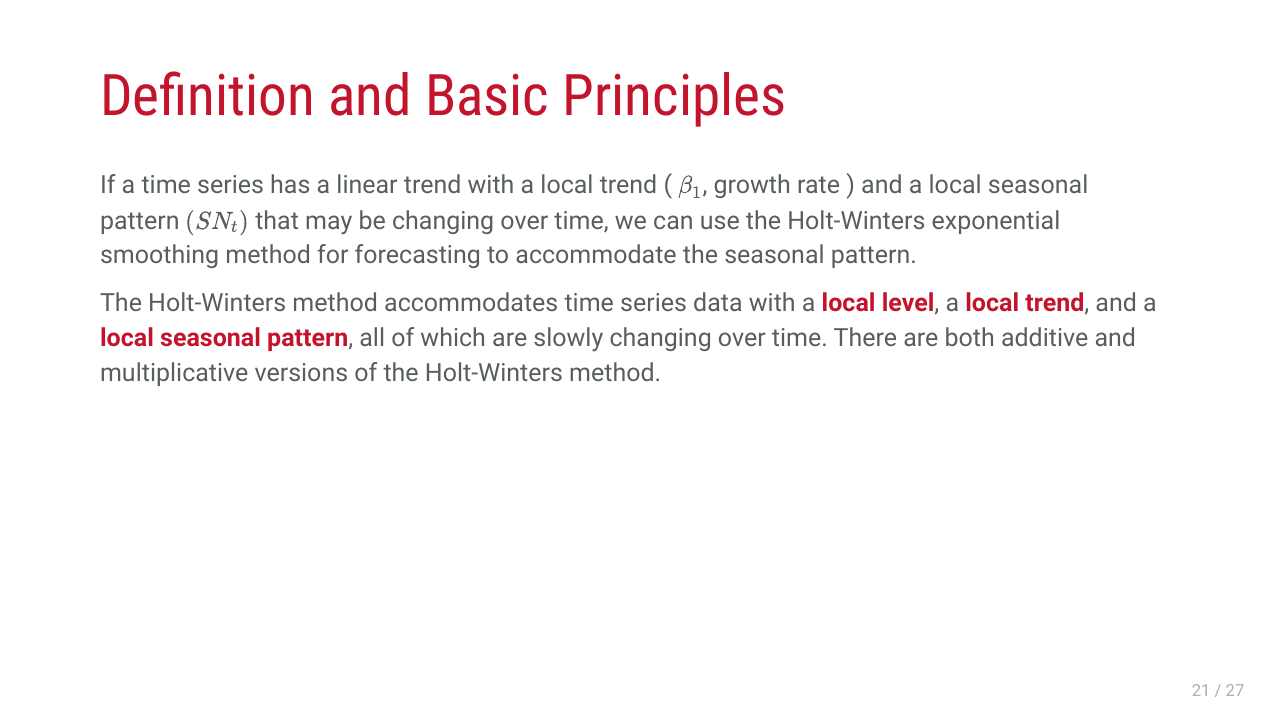 Definition and Basic Principles
If a time series has a linear trend with a local trend ( β₁, growth rate ) and a local seasonal
pattern (SNₜ) that may be changing over time, we can use the Holt-Winters exponential
smoothing method for forecasting to accommodate the seasonal pattern.
The Holt-Winters method accommodates time series data with a local level, a local trend, and a
local seasonal pattern, all of which are slowly changing over time. There are both additive and
multiplicative versions of the Holt-Winters method.
21 / 27